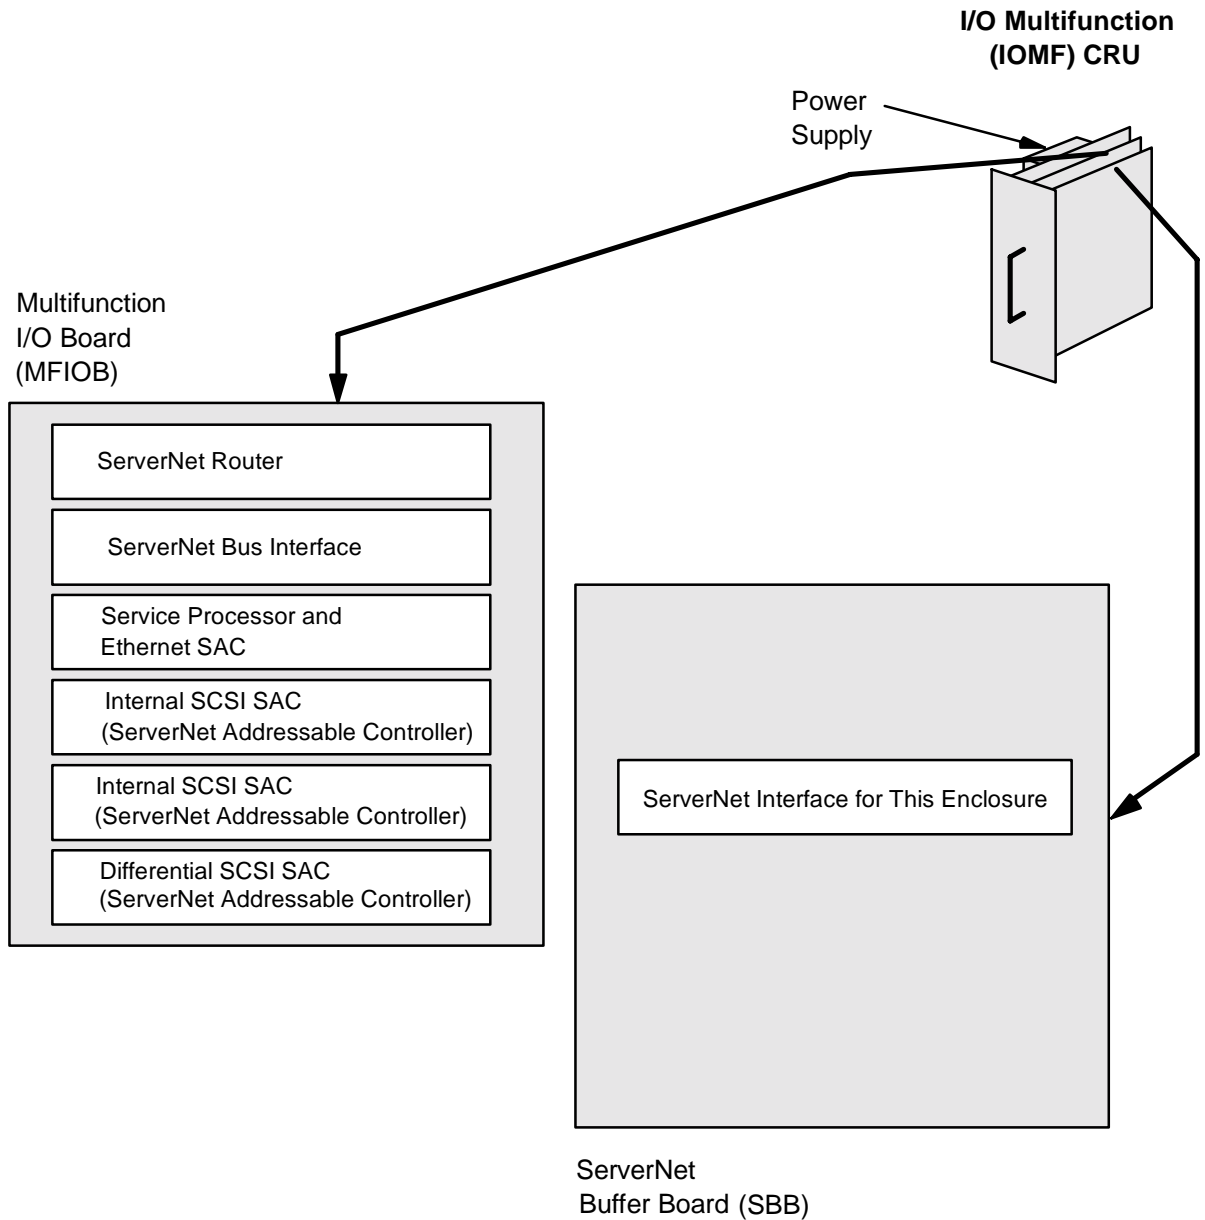 I/O Multifunction
(IOMF) CRU
Power
Supply
Multifunction
I/O Board
(MFIOB)
ServerNet Router
ServerNet Bus Interface
Service Processor and
Ethernet SAC
Internal SCSI SAC
(ServerNet Addressable Controller)
Internal SCSI SAC
(ServerNet Addressable Controller)
Differential SCSI SAC
(ServerNet Addressable Controller)
ServerNet Interface for This Enclosure
ServerNet
Buffer Board (SBB)